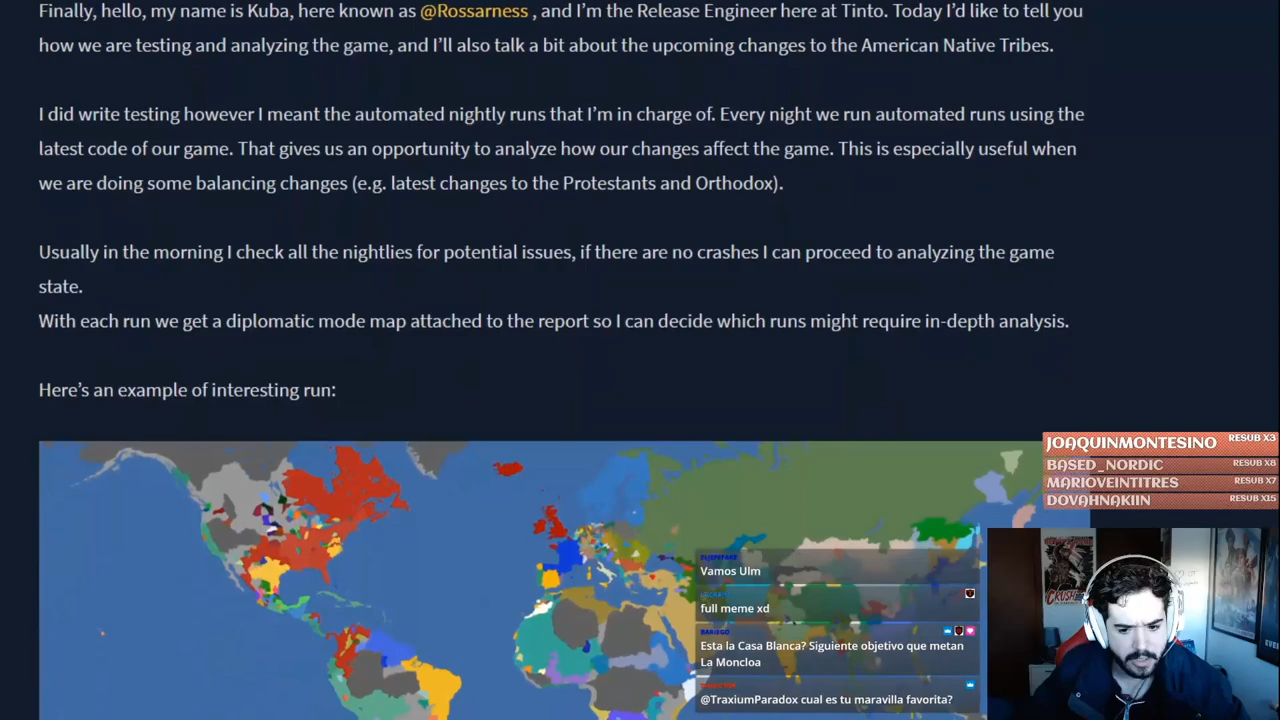 Finally, hello, my name is Kuba, here known as @Rossarness , and I'm the Release Engineer here at Tinto. Today I'd like to tell you
how we are testing and analyzing the game, and I'll also talk a bit about the upcoming changes to the American Native Tribes.
I did write testing however I meant the automated nightly runs that I'm in charge of. Every night we run automated runs using the
latest code of our game. That gives us an opportunity to analyze how our changes affect the game. This is especially useful when
we are doing some balancing changes (e.g. latest changes to the Protestants and Orthodox).
Usually in the morning I check all the nightlies for potential issues, if there are no crashes I can proceed to analyzing the game
state.
With each run we get a diplomatic mode map attached to the report so I can decide which runs might require in-depth analysis.
Here's an example of interesting run:
JOAQUINMONTESINO RESUB X3
BASED_NORDIC RESUB X8
MARIOVEINTITRES RESUB X7
DOVAHNAKIIN RESUB X15
Vamos Ulm
full meme xd
BARIEGO
Esta la Casa Blanca? Siguiente objetivo que metan
La Moncloa
@TraxiumParadox cual es tu maravilla favorita?